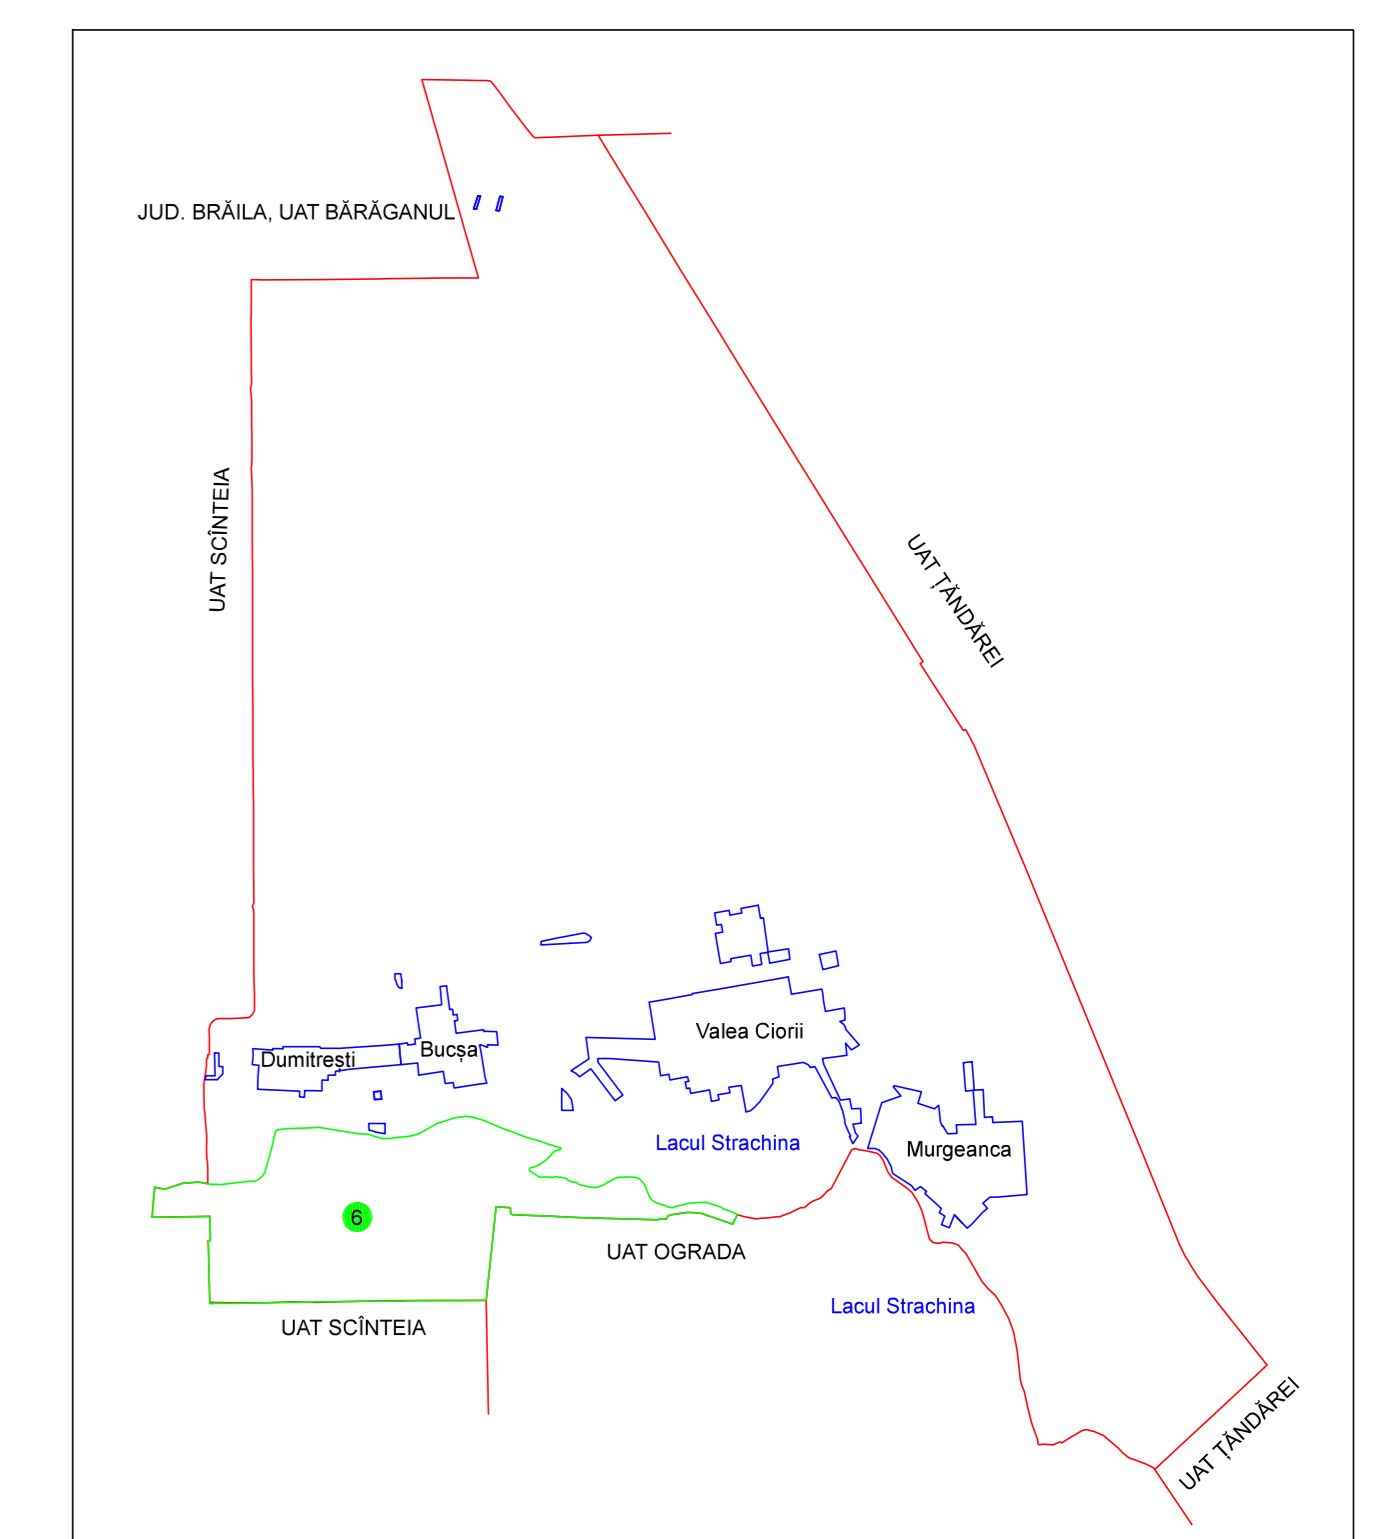 JUD. BRĂILA, UAT BĂRĂGANUL
UAT SCÎNTEIA
UAT ȚĂNDĂREI
Valea Ciorii
Bucșa
Dumitrești
Lacul Strachina
Murgeanca
6
UAT OGRADA
Lacul Strachina
UAT SCÎNTEIA
UAT ȚĂNDĂREI